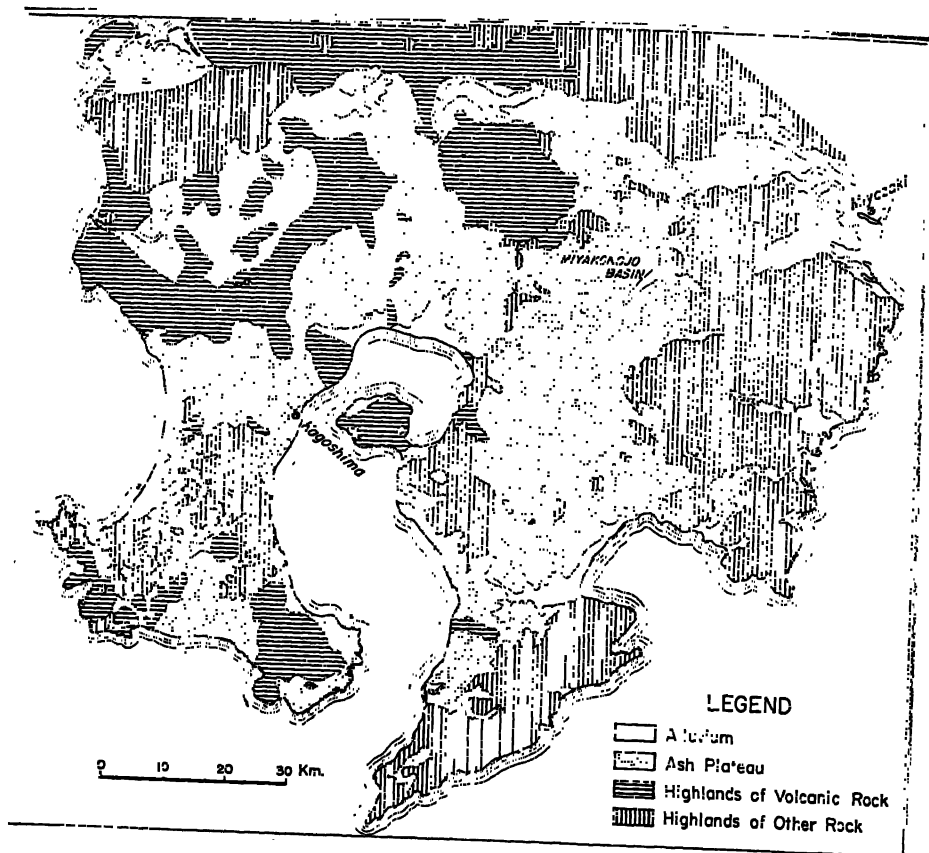 MIYAKONOJO
BASIN
Kagoshima
LEGEND
Alluvium
Ash Plateau
Highlands of Volcanic Rock
Highlands of Other Rock
0 10 20 30 Km.